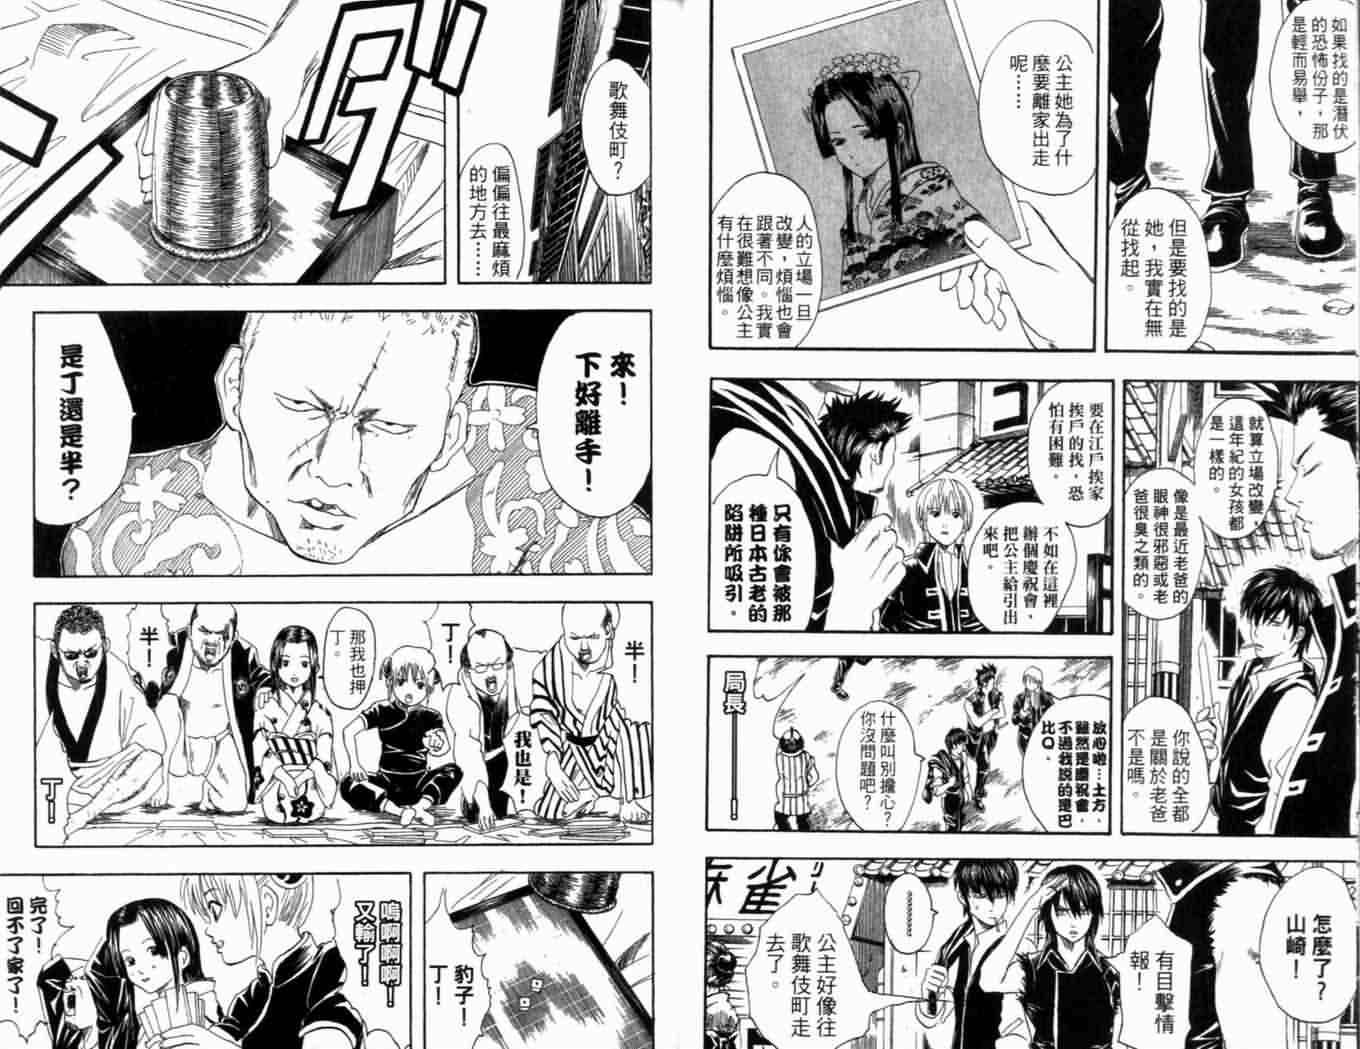 如果找的是潛伏
的恐怖份子，那
是輕而易舉，
但是要找的是
她，我實在無
從找起。
公主她為了什
麼要離家出走
呢……
人的立場一旦
改變，煩惱也會
跟著不同。我實
在很難想像公主
有什麼煩惱。
就算立場改變，
這年紀的女孩都
是一樣的。
像是最近老爸的
眼神很邪惡或老
爸很臭之類的。
你說的全都
是關於老爸
不是嗎。
要在江戶挨家
挨戶的找，恐
怕有困難。
不如在這裡
辦個慶祝會，
把公主給引出
來吧。
只有你會被那
種日本古老的
陷阱所吸引。
放心啦…土方，
雖然是慶祝會，
不過我說的是巴
比Q。
什麼叫別擔心？
你沒問題吧？
局長——！
怎麼了？
山崎！
有目擊情
報！
公主好像往
歌舞伎町走
去了。
麻雀
歌舞伎町？
偏偏往最麻煩
的地方去……
ダン
來！
下好離手！
是丁還是半？
半！
丁！
我也是！
那我也押
丁。
半！
丁！
豹子！
丁！
嗚啊啊啊！
又輸了！
完了！
回不了家了！